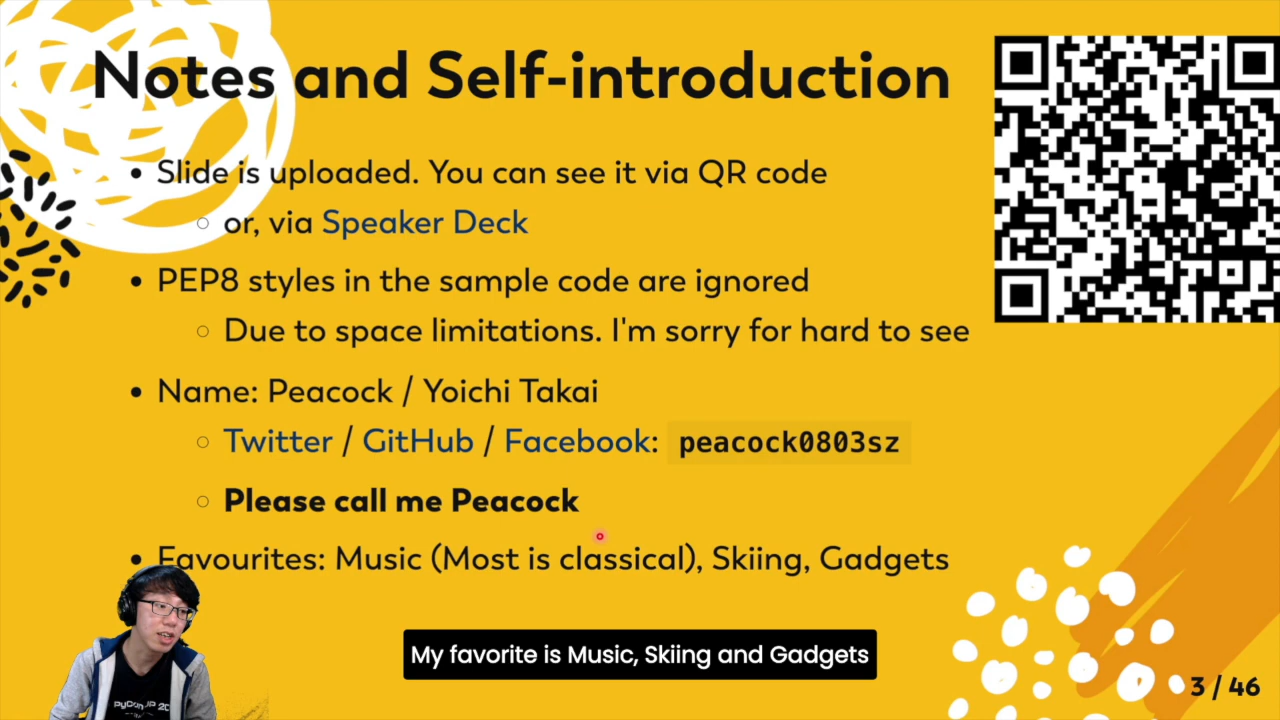 Notes and Self-introduction
• Slide is uploaded. You can see it via QR code
○ or, via Speaker Deck
• PEP8 styles in the sample code are ignored
○ Due to space limitations. I'm sorry for hard to see
• Name: Peacock / Yoichi Takai
○ Twitter / GitHub / Facebook: peacock0803sz
○ Please call me Peacock
• Favourites: Music (Most is classical), Skiing, Gadgets
My favorite is Music, Skiing and Gadgets
3 / 46